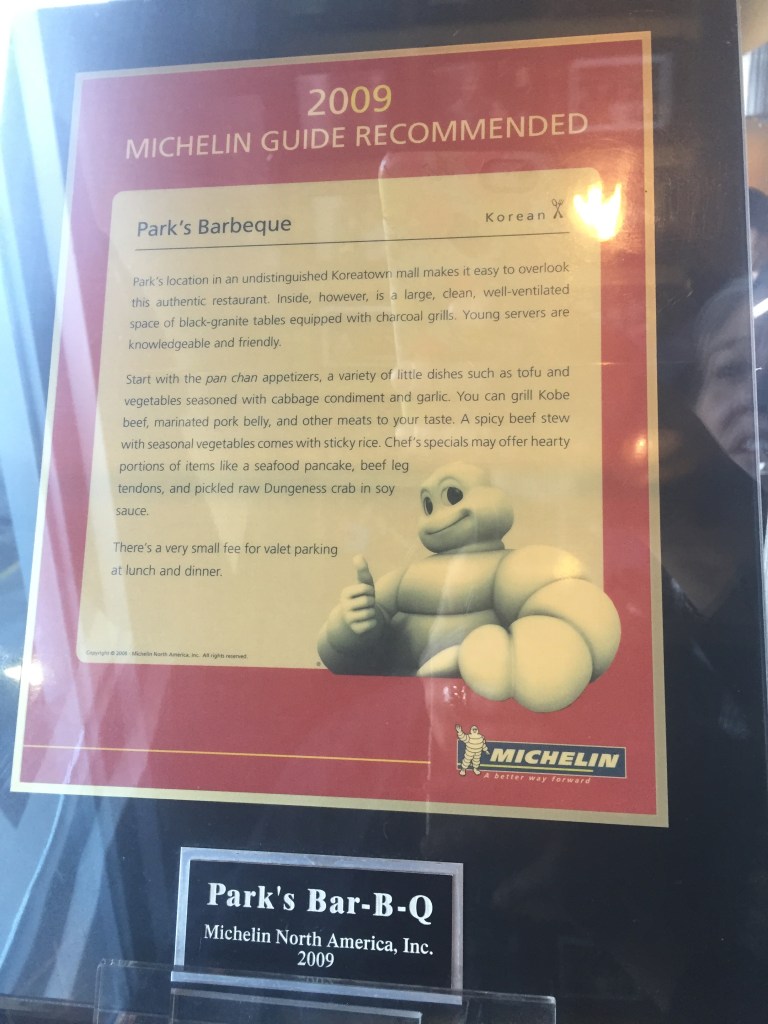 2009
MICHELIN GUIDE RECOMMENDED
Park's Barbeque
Korean
Park's location in an undistinguished Koreatown mall makes it easy to overlook
this authentic restaurant. Inside, however, is a large, clean, well-ventilated
space of black-granite tables equipped with charcoal grills. Young servers are
knowledgeable and friendly.
Start with the pan chan appetizers, a variety of little dishes such as tofu and
vegetables seasoned with cabbage condiment and garlic. You can grill Kobe
beef, marinated pork belly, and other meats to your taste. A spicy beef stew
with seasonal vegetables comes with sticky rice. Chef's specials may offer hearty
portions of items like a seafood pancake, beef leg
tendons, and pickled raw Dungeness crab in soy
sauce.
There's a very small fee for valet parking
at lunch and dinner.
Michelin North America, Inc. All rights reserved.
MICHELIN
A better way forward
Park's Bar-B-Q
Michelin North America, Inc.
2009